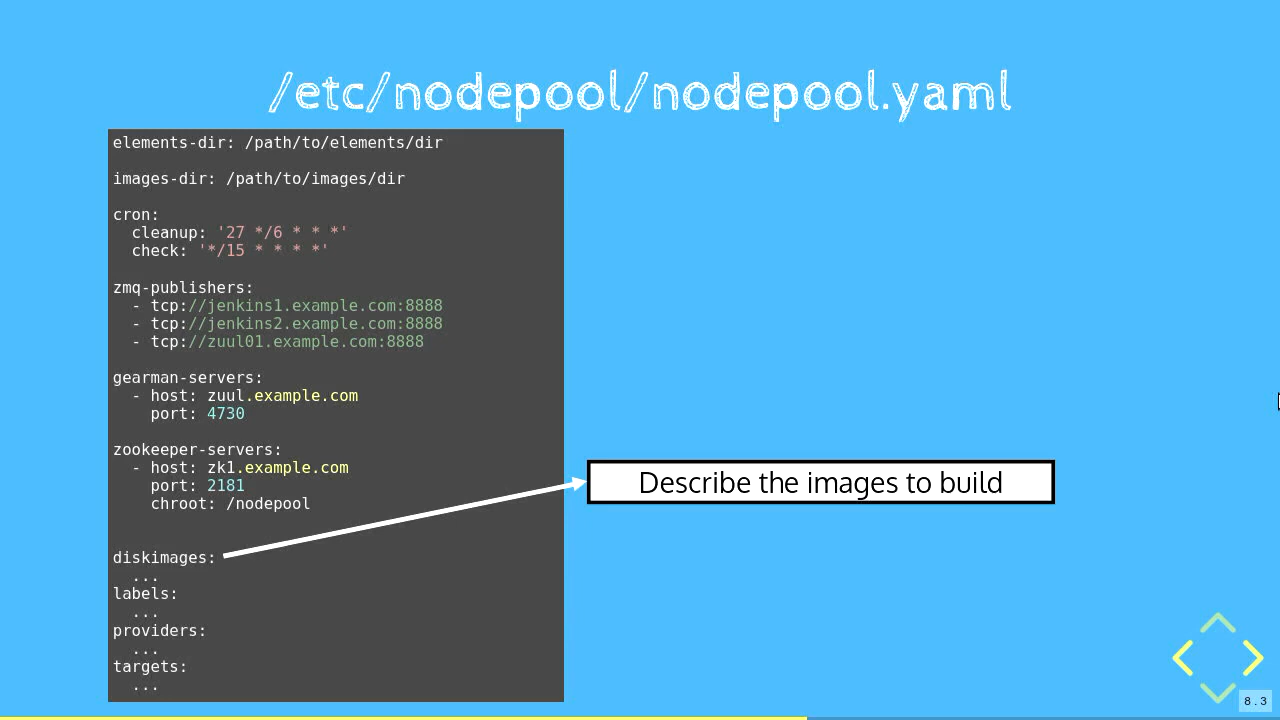 /etc/nodepool/nodepool.yaml
elements-dir: /path/to/elements/dir
images-dir: /path/to/images/dir
cron:
  cleanup: '27 */6 * * *'
  check: '*/15 * * * *'
zmq-publishers:
  - tcp://jenkins1.example.com:8888
  - tcp://jenkins2.example.com:8888
  - tcp://zuul01.example.com:8888
gearman-servers:
  - host: zuul.example.com
    port: 4730
zookeeper-servers:
  - host: zk1.example.com
    port: 2181
    chroot: /nodepool
Describe the images to build
diskimages:
  ...
labels:
  ...
providers:
  ...
targets:
  ...
8.3